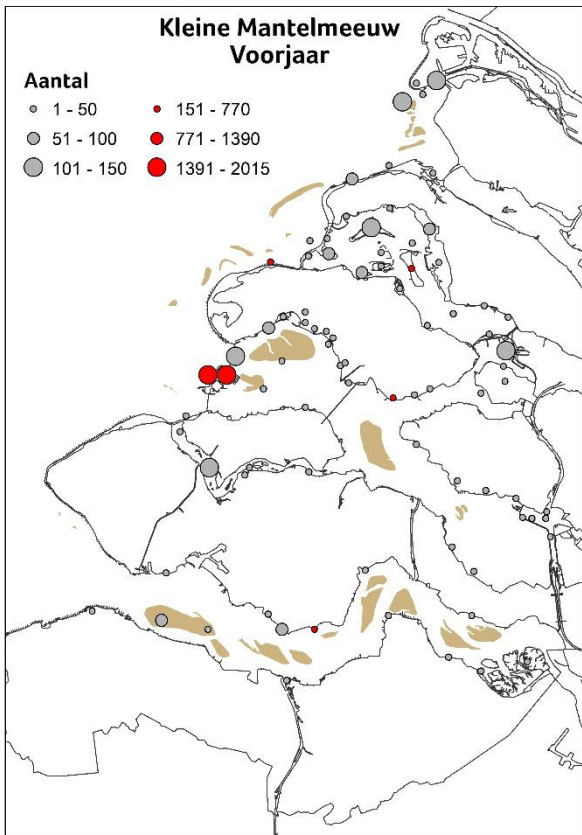 Kleine Mantelmeeuw
Voorjaar
Aantal
1 - 50
51 - 100
101 - 150
151 - 770
771 - 1390
1391 - 2015